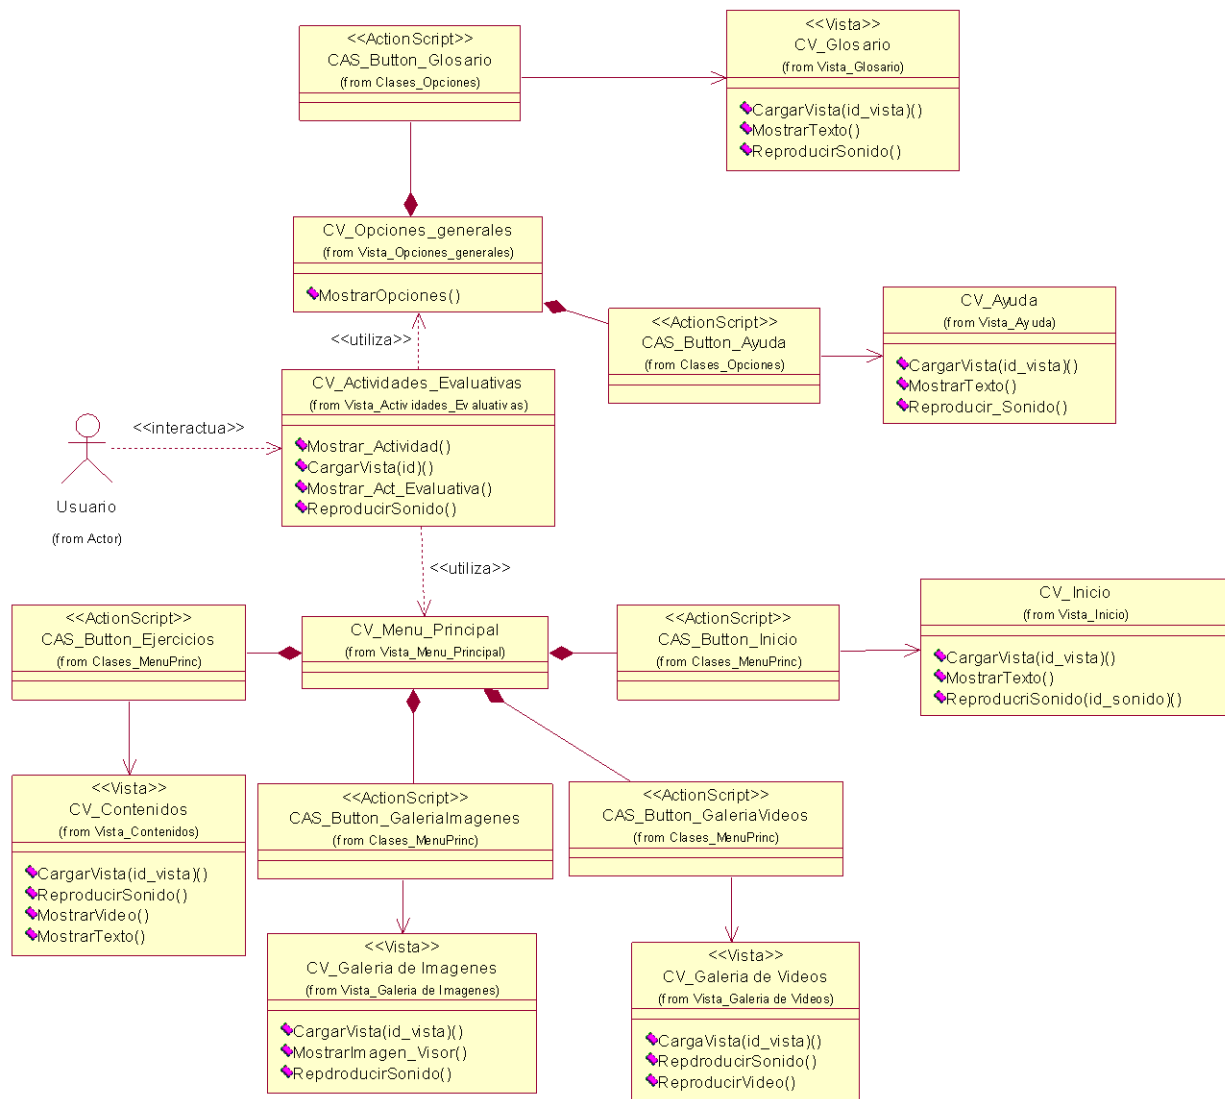 <<ActionScript>>
CAS_Button_Glosario
(from Clases_Opciones)
<<Vista>>
CV_Glosario
(from Vista_Glosario)
CargarVista(id_vista)()
MostrarTexto()
ReproducirSonido()
CV_Opciones_generales
(from Vista_Opciones_generales)
MostrarOpciones()
<<ActionScript>>
CAS_Button_Ayuda
(from Clases_Opciones)
CV_Ayuda
(from Vista_Ayuda)
CargarVista(id_vista)()
MostrarTexto()
Reproducir_Sonido()
<<utiliza>>
CV_Actividades_Evaluativas
(from Vista_Actividades_Evaluativas)
Mostrar_Actividad()
CargarVista(id)()
Mostrar_Act_Evaluativa()
ReproducirSonido()
<<interactua>>
Usuario
(from Actor)
<<utiliza>>
<<ActionScript>>
CAS_Button_Ejercicios
(from Clases_MenuPrinc)
CV_Menu_Principal
(from Vista_Menu_Principal)
<<ActionScript>>
CAS_Button_Inicio
(from Clases_MenuPrinc)
CV_Inicio
(from Vista_Inicio)
CargarVista(id_vista)()
MostrarTexto()
ReproducriSonido(id_sonido)()
<<Vista>>
CV_Contenidos
(from Vista_Contenidos)
CargarVista(id_vista)()
ReproducirSonido()
MostrarVideo()
MostrarTexto()
<<ActionScript>>
CAS_Button_GaleriaImagenes
(from Clases_MenuPrinc)
<<ActionScript>>
CAS_Button_GaleriaVideos
(from Clases_MenuPrinc)
<<Vista>>
CV_Galeria de Imagenes
(from Vista_Galeria de Imagenes)
CargarVista(id_vista)()
MostrarImagen_Visor()
RepdroducirSonido()
<<Vista>>
CV_Galeria de Videos
(from Vista_Galeria de Videos)
CargaVista(id_vista)()
RepdroducirSonido()
ReproducirVideo()